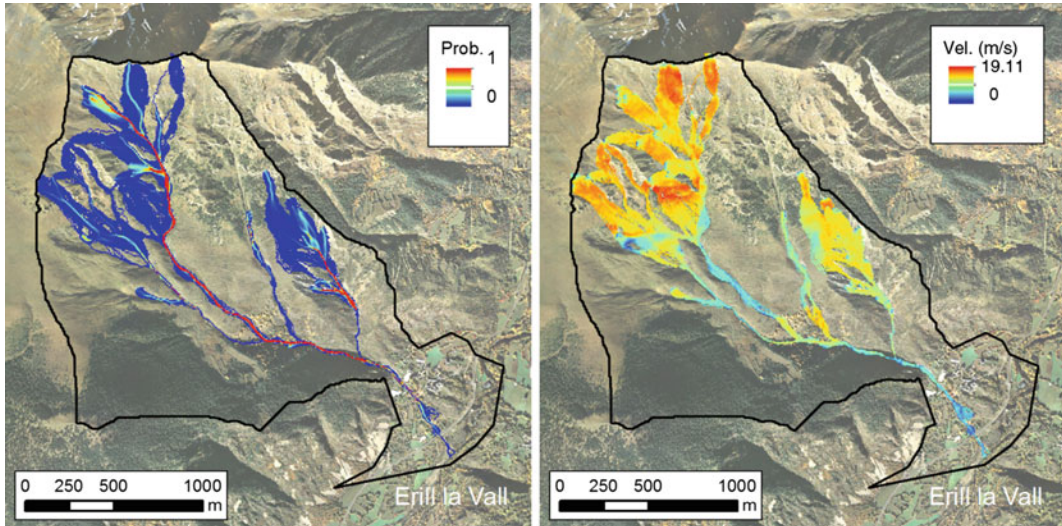 Prob.
1
0
0 250 500 1000
m
Erill la Vall
Vel. (m/s)
19.11
0
0 250 500 1000
m
Erill la Vall